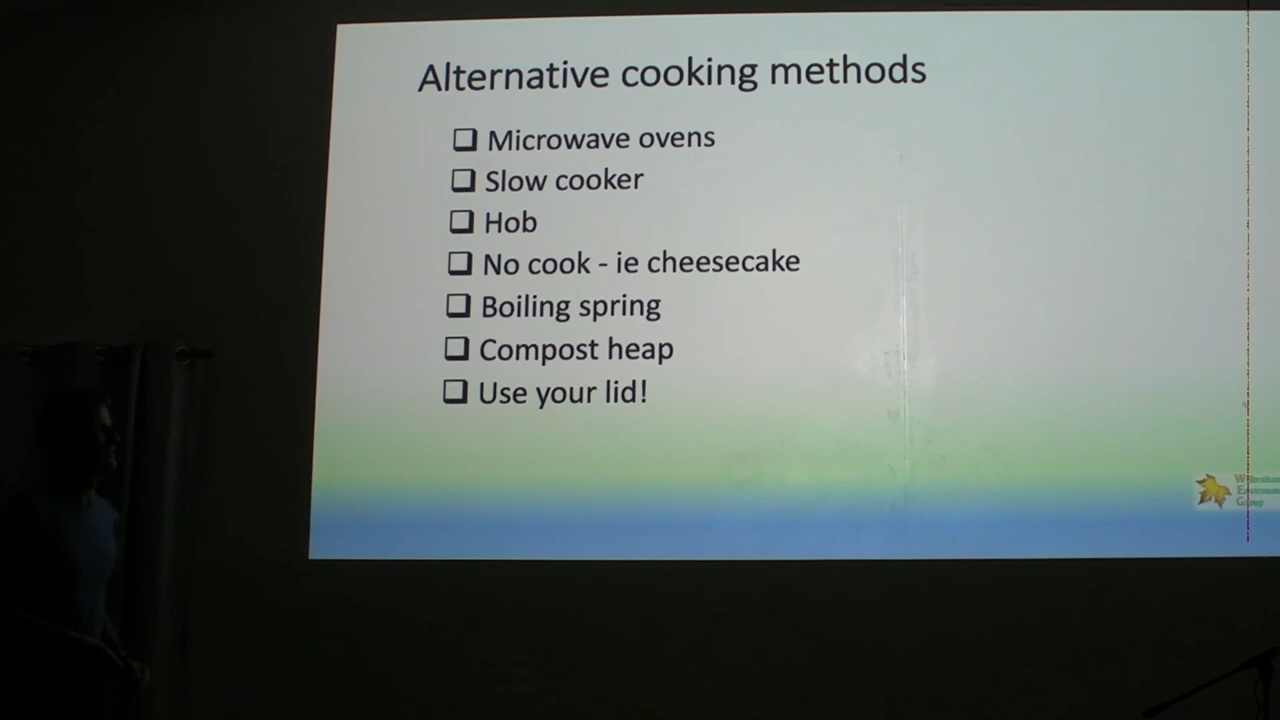 Alternative cooking methods
Microwave ovens
Slow cooker
Hob
No cook - ie cheesecake
Boiling spring
Compost heap
Use your lid!
Group